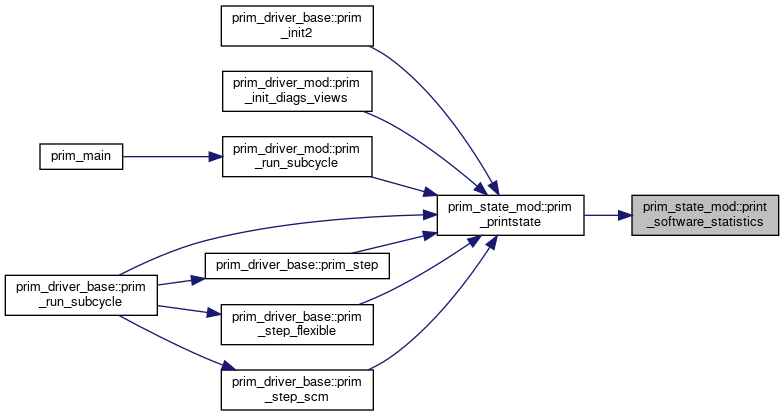 prim_driver_base::prim
_init2
prim_driver_mod::prim
_init_diags_views
prim_main
prim_driver_mod::prim
_run_subcycle
prim_state_mod::prim
_printstate
prim_state_mod::print
_software_statistics
prim_driver_base::prim_step
prim_driver_base::prim
_run_subcycle
prim_driver_base::prim
_step_flexible
prim_driver_base::prim
_step_scm